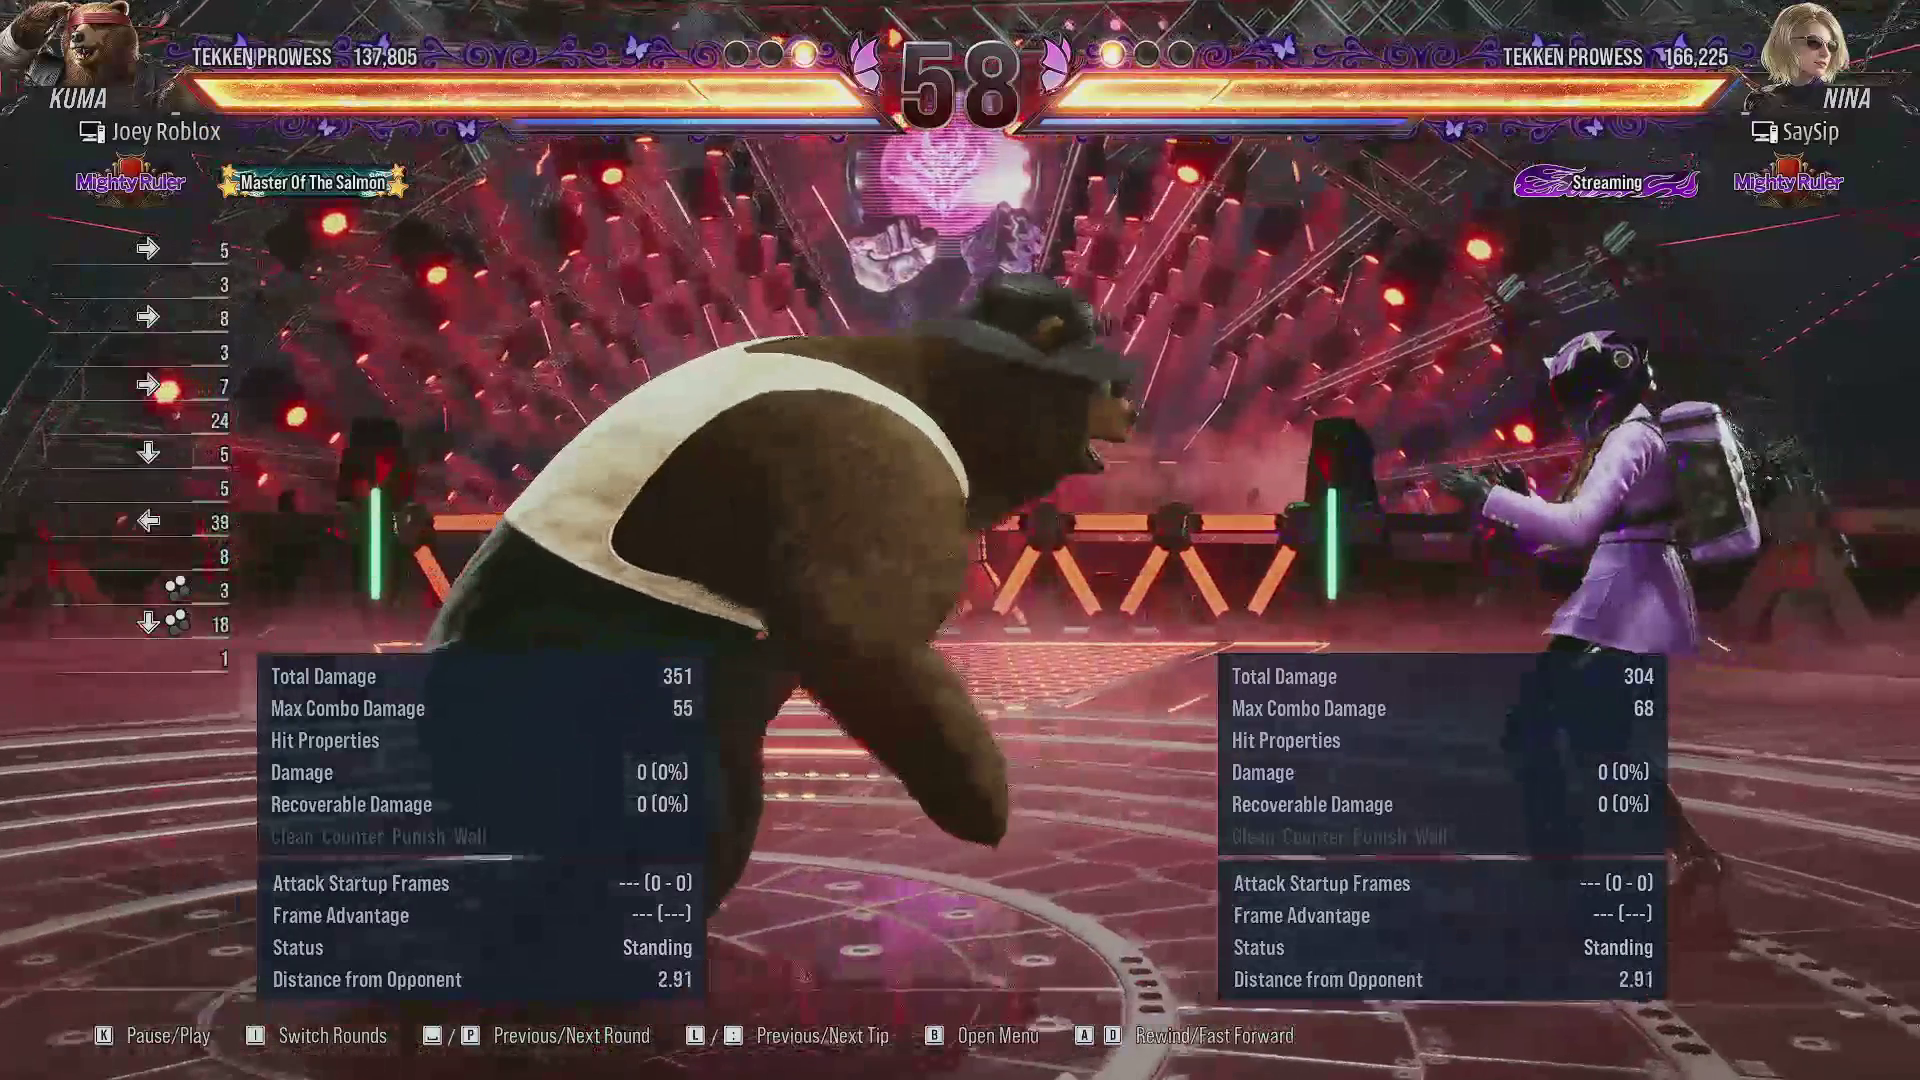 TEKKEN PROWESS 137,805
58
TEKKEN PROWESS 166,225
KUMA
NINA
Joey Roblox
SaySip
Mighty Ruler
Master Of The Salmon
Streaming
Mighty Ruler
5
3
8
3
7
24
5
5
39
8
3
18
1
Total Damage 351
Max Combo Damage 55
Hit Properties
Damage 0 (0%)
Recoverable Damage 0 (0%)
Clean Counter Punish Wall
Attack Startup Frames --- (0 - 0)
Frame Advantage --- (---)
Status Standing
Distance from Opponent 2.91
Total Damage 304
Max Combo Damage 68
Hit Properties
Damage 0 (0%)
Recoverable Damage 0 (0%)
Clean Counter Punish Wall
Attack Startup Frames --- (0 - 0)
Frame Advantage --- (---)
Status Standing
Distance from Opponent 2.91
K Pause/Play I Switch Rounds / P Previous/Next Round L / : Previous/Next Tip B Open Menu A D Rewind/Fast Forward